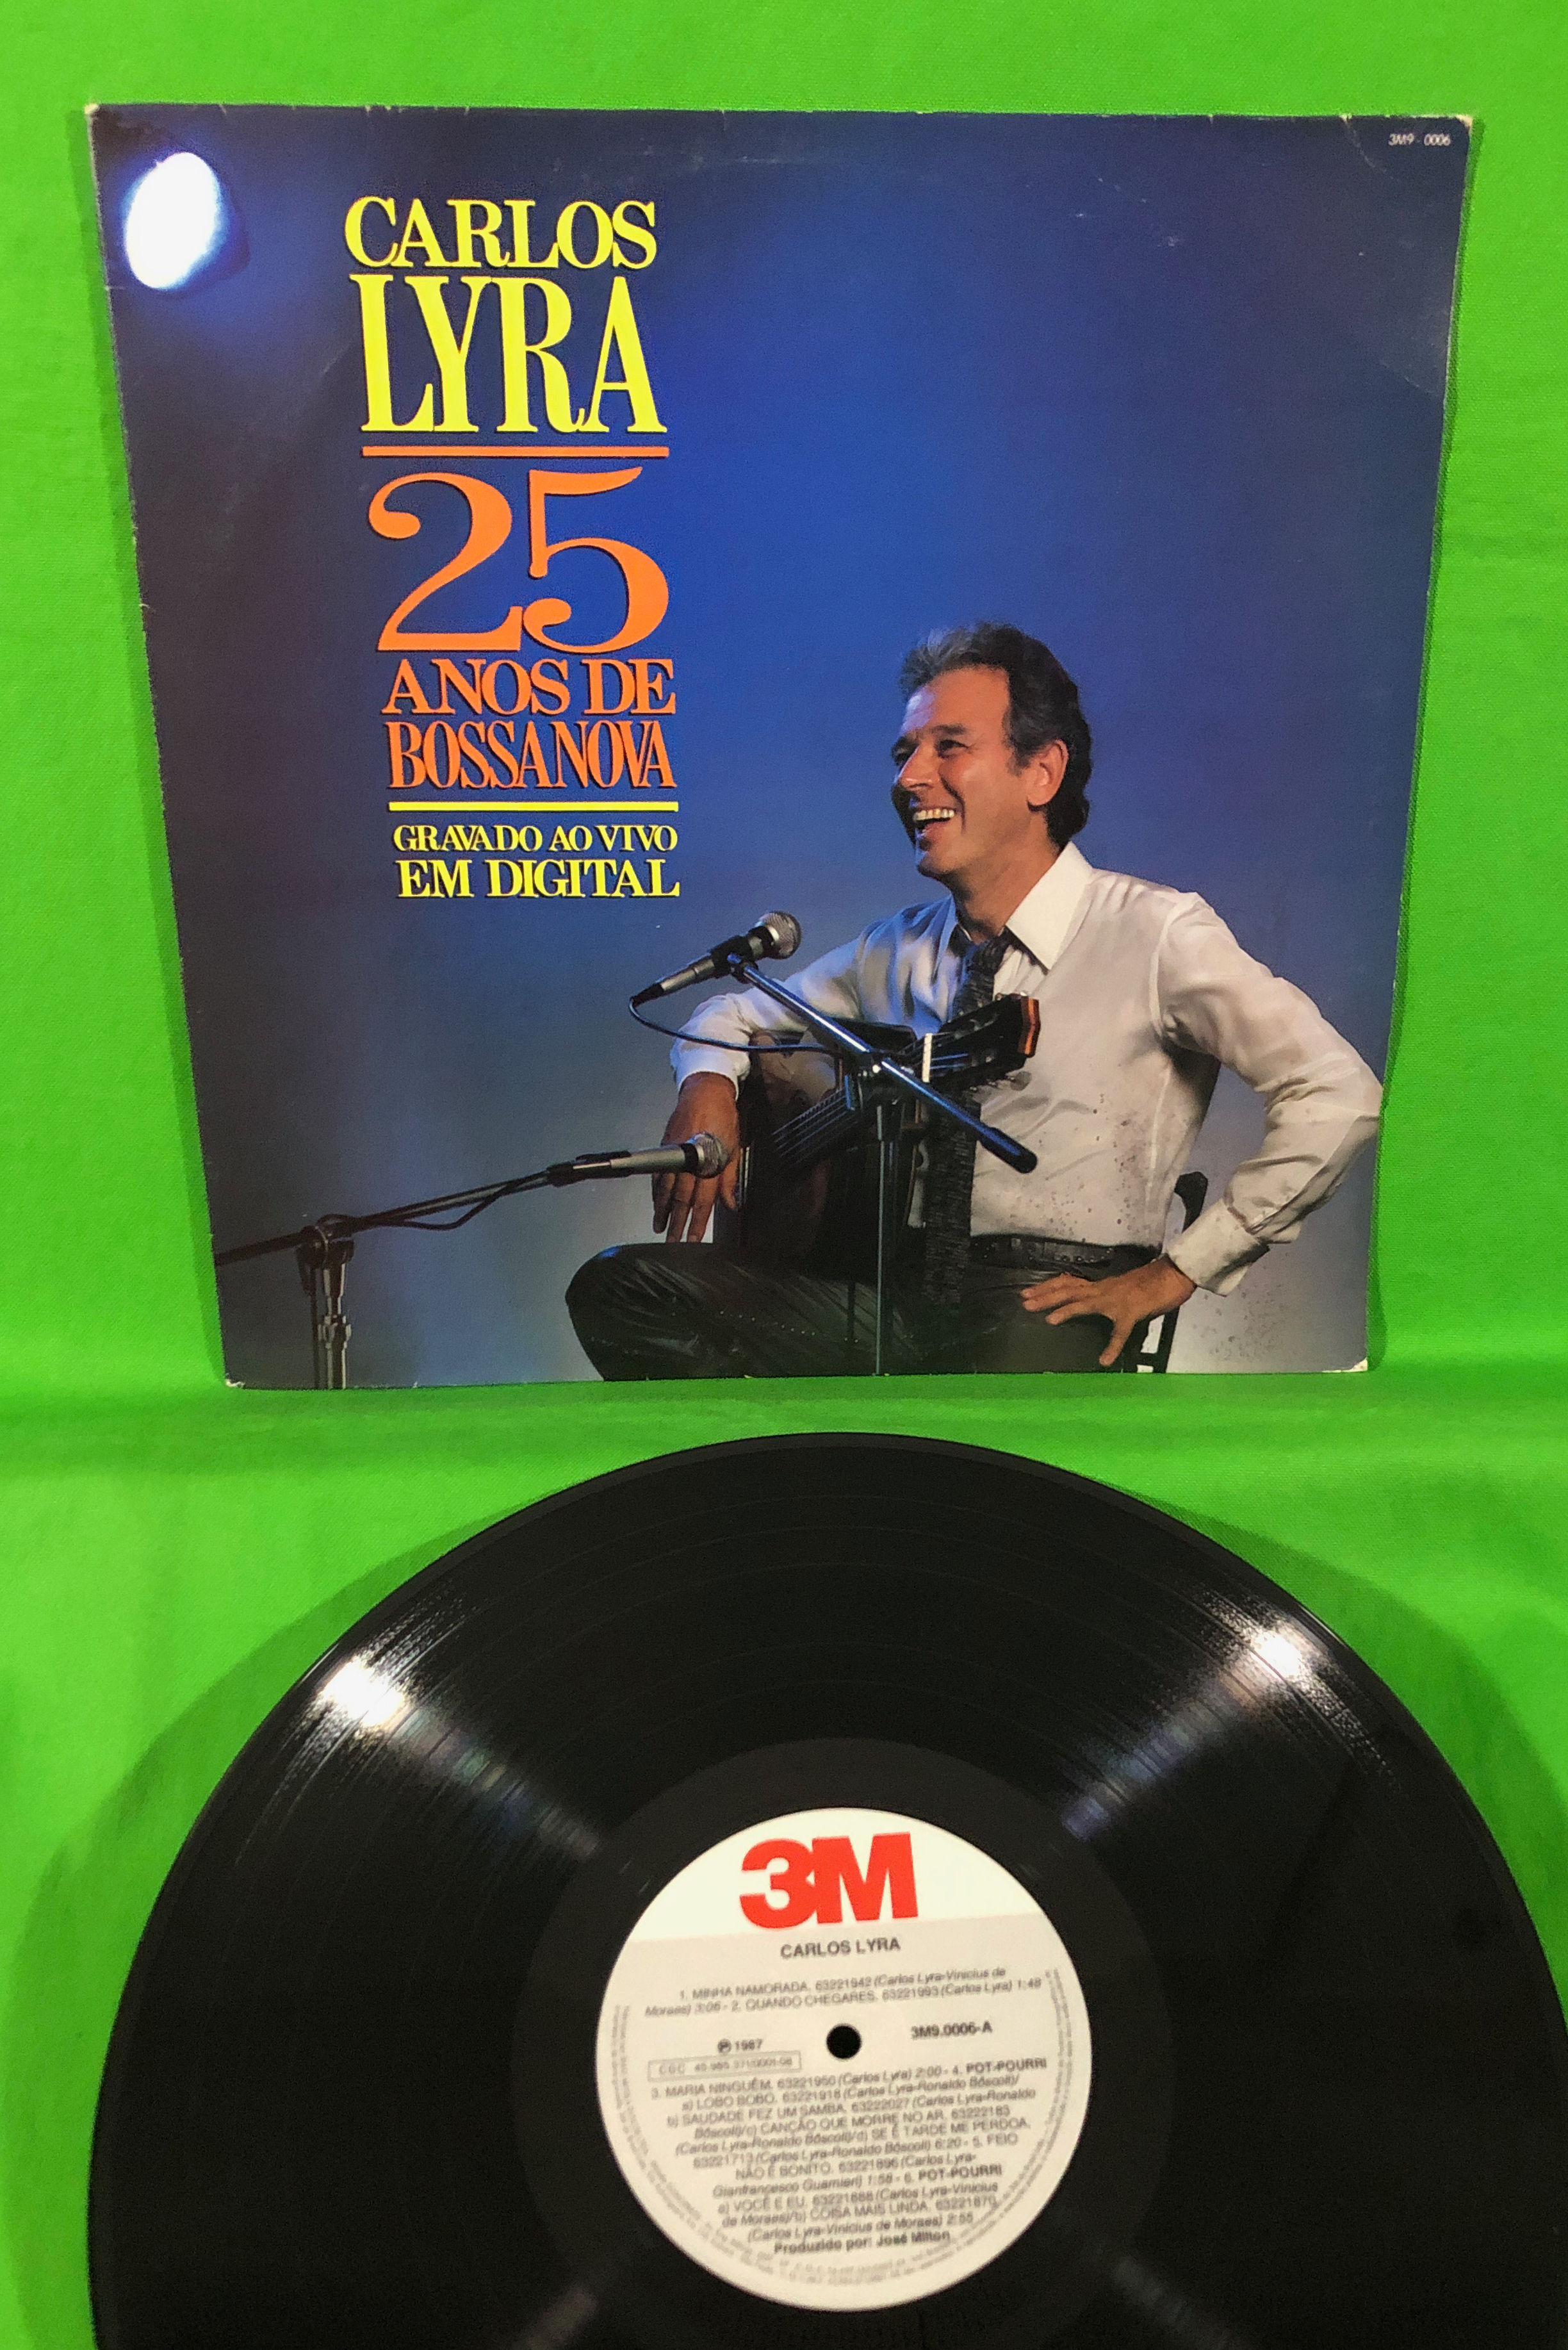 3M9 - 0006
CARLOS
LYRA
25
ANOS DE
BOSSA NOVA
GRAVADO AO VIVO
EM DIGITAL
3M
CARLOS LYRA
1. MINHA NAMORADA. 63221942 (Carlos Lyra-Vinicius de
Moraes) 3:06 - 2. QUANDO CHEGARES. 63221993 (Carlos Lyra) 1:48
℗ 1987
3M9.0006-A
3. MARIA NINGUÉM. 63221950 (Carlos Lyra) 2:00 - 4. POT-POURRI
a) LOBO BOBO. 63221918 (Carlos Lyra-Ronaldo Bôscoli)/
b) SAUDADE FEZ UM SAMBA. 63222027 (Carlos Lyra-Ronaldo
Bôscoli)/c) CANÇÃO QUE MORRE NO AR. 63222183
(Carlos Lyra-Ronaldo Bôscoli)/d) SE É TARDE ME PERDOA.
63221713 (Carlos Lyra-Ronaldo Bôscoli) 6:20 - 5. FEIO
NÃO É BONITO. 63221896 (Carlos Lyra-
Gianfrancesco Guarnieri) 1:58 - 6. POT-POURRI
a) VOCÊ E EU. 63221888 (Carlos Lyra-Vinicius
de Moraes)/b) COISA MAIS LINDA. 63221870
(Carlos Lyra-Vinicius de Moraes) 2:55
Produzido por: José Milton